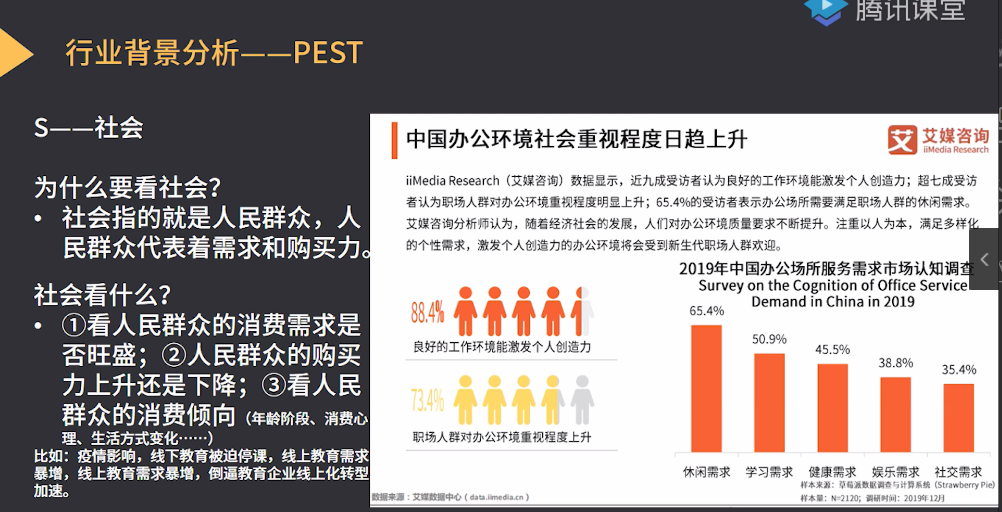 腾讯课堂
行业背景分析——PEST
S——社会
为什么要看社会？
• 社会指的就是人民群众，人
民群众代表着需求和购买力。
社会看什么？
• ①看人民群众的消费需求是
否旺盛；②人民群众的购买
力上升还是下降；③看人民
群众的消费倾向（年龄阶段、消费心
理、生活方式变化……）
比如：疫情影响，线下教育被迫停课，线上教育需求
暴增，线上教育需求暴增，倒逼教育企业线上化转型
加速。
中国办公环境社会重视程度日趋上升
艾媒咨询
iiMedia Research
iiMedia Research（艾媒咨询）数据显示，近九成受访者认为良好的工作环境能激发个人创造力；超七成受访
者认为职场人群对办公环境重视程度明显上升；65.4%的受访者表示办公场所需要满足职场人群的休闲需求。
艾媒咨询分析师认为，随着经济社会的发展，人们对办公环境质量要求不断提升。注重以人为本，满足多样化
的个性需求，激发个人创造力的办公环境将会受到新生代职场人群欢迎。
88.4%
良好的工作环境能激发个人创造力
73.4%
职场人群对办公环境重视程度上升
2019年中国办公场所服务需求市场认知调查
Survey on the Cognition of Office Service
Demand in China in 2019
65.4%
50.9%
45.5%
38.8%
35.4%
休闲需求 学习需求 健康需求 娱乐需求 社交需求
样本来源：草莓派数据调查与计算系统（Strawberry Pie）
样本量：N=2120；调研时间：2019年12月
数据来源：艾媒数据中心（data.iimedia.cn）